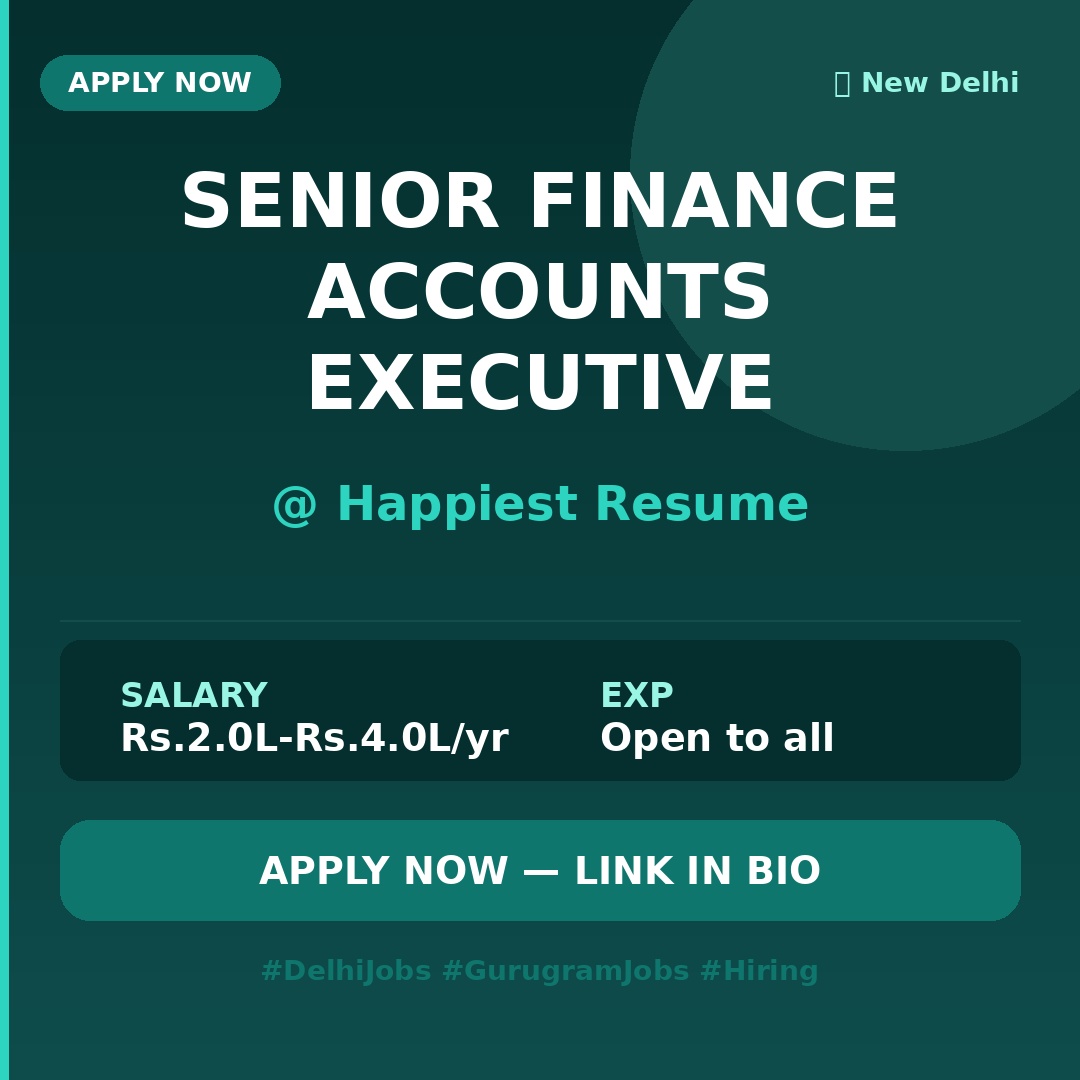 APPLY NOW
New Delhi
SENIOR FINANCE
ACCOUNTS
EXECUTIVE
@ Happiest Resume
SALARY
EXP
Rs.2.0L-Rs.4.0L/yr
Open to all
APPLY NOW — LINK IN BIO
#DelhiJobs #GurugramJobs #Hiring